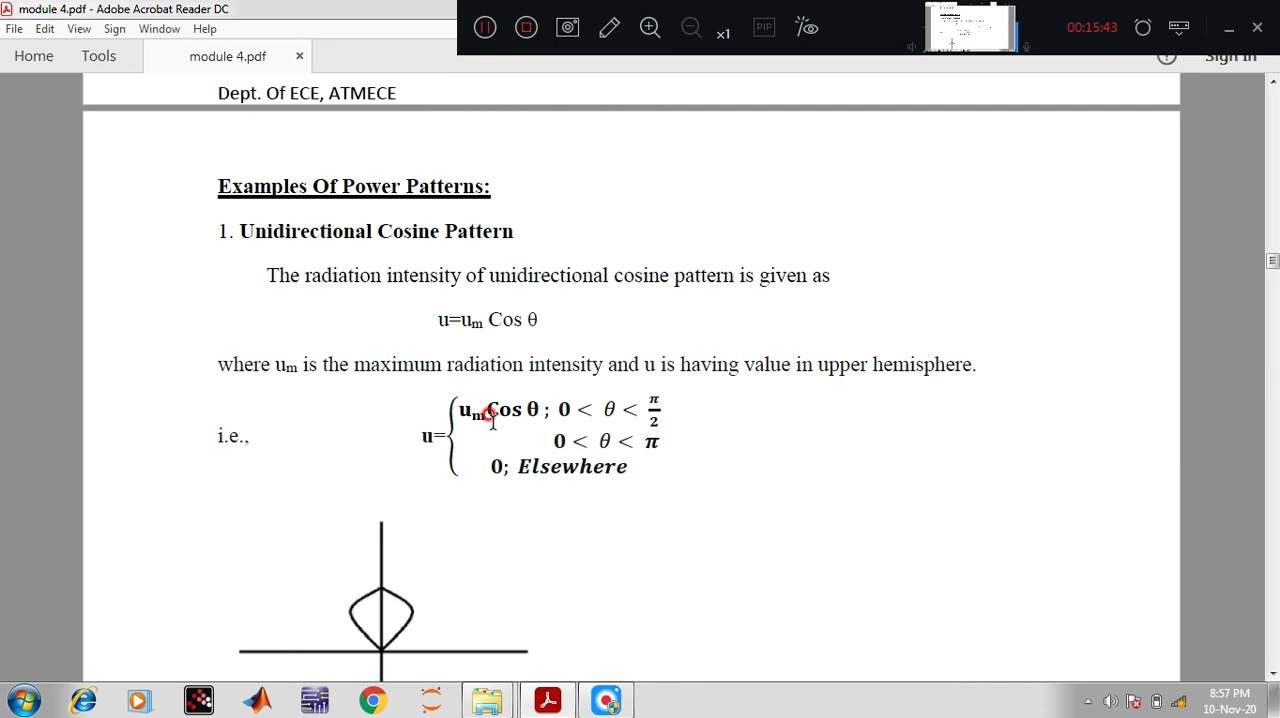 module 4.pdf - Adobe Acrobat Reader DC
File Edit View Sign Window Help
x1
PIP
00:15:43
Home Tools module 4.pdf ×
Sign In
Dept. Of ECE, ATMECE
Examples Of Power Patterns:
1. Unidirectional Cosine Pattern
The radiation intensity of unidirectional cosine pattern is given as
u=uₘ Cos θ
where uₘ is the maximum radiation intensity and u is having value in upper hemisphere.
uₘCos θ ; 0 < θ < π/2
i.e., u={ 0 < θ < π
0; Elsewhere
8:57 PM
10-Nov-20